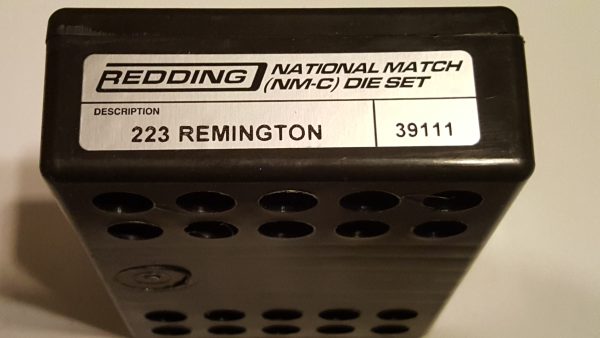 REDDING NATIONAL MATCH
(NM-C) DIE SET
DESCRIPTION
223 REMINGTON 39111